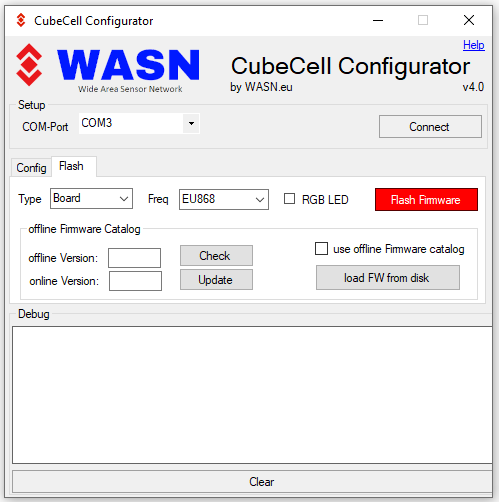 CubeCell Configurator
Help
WASN
Wide Area Sensor Network
CubeCell Configurator
by WASN.eu
v4.0
Setup
COM-Port COM3 Connect
Config Flash
Type Board Freq EU868 RGB LED Flash Firmware
offline Firmware Catalog
offline Version: Check use offline Firmware catalog
online Version: Update load FW from disk
Debug
Clear